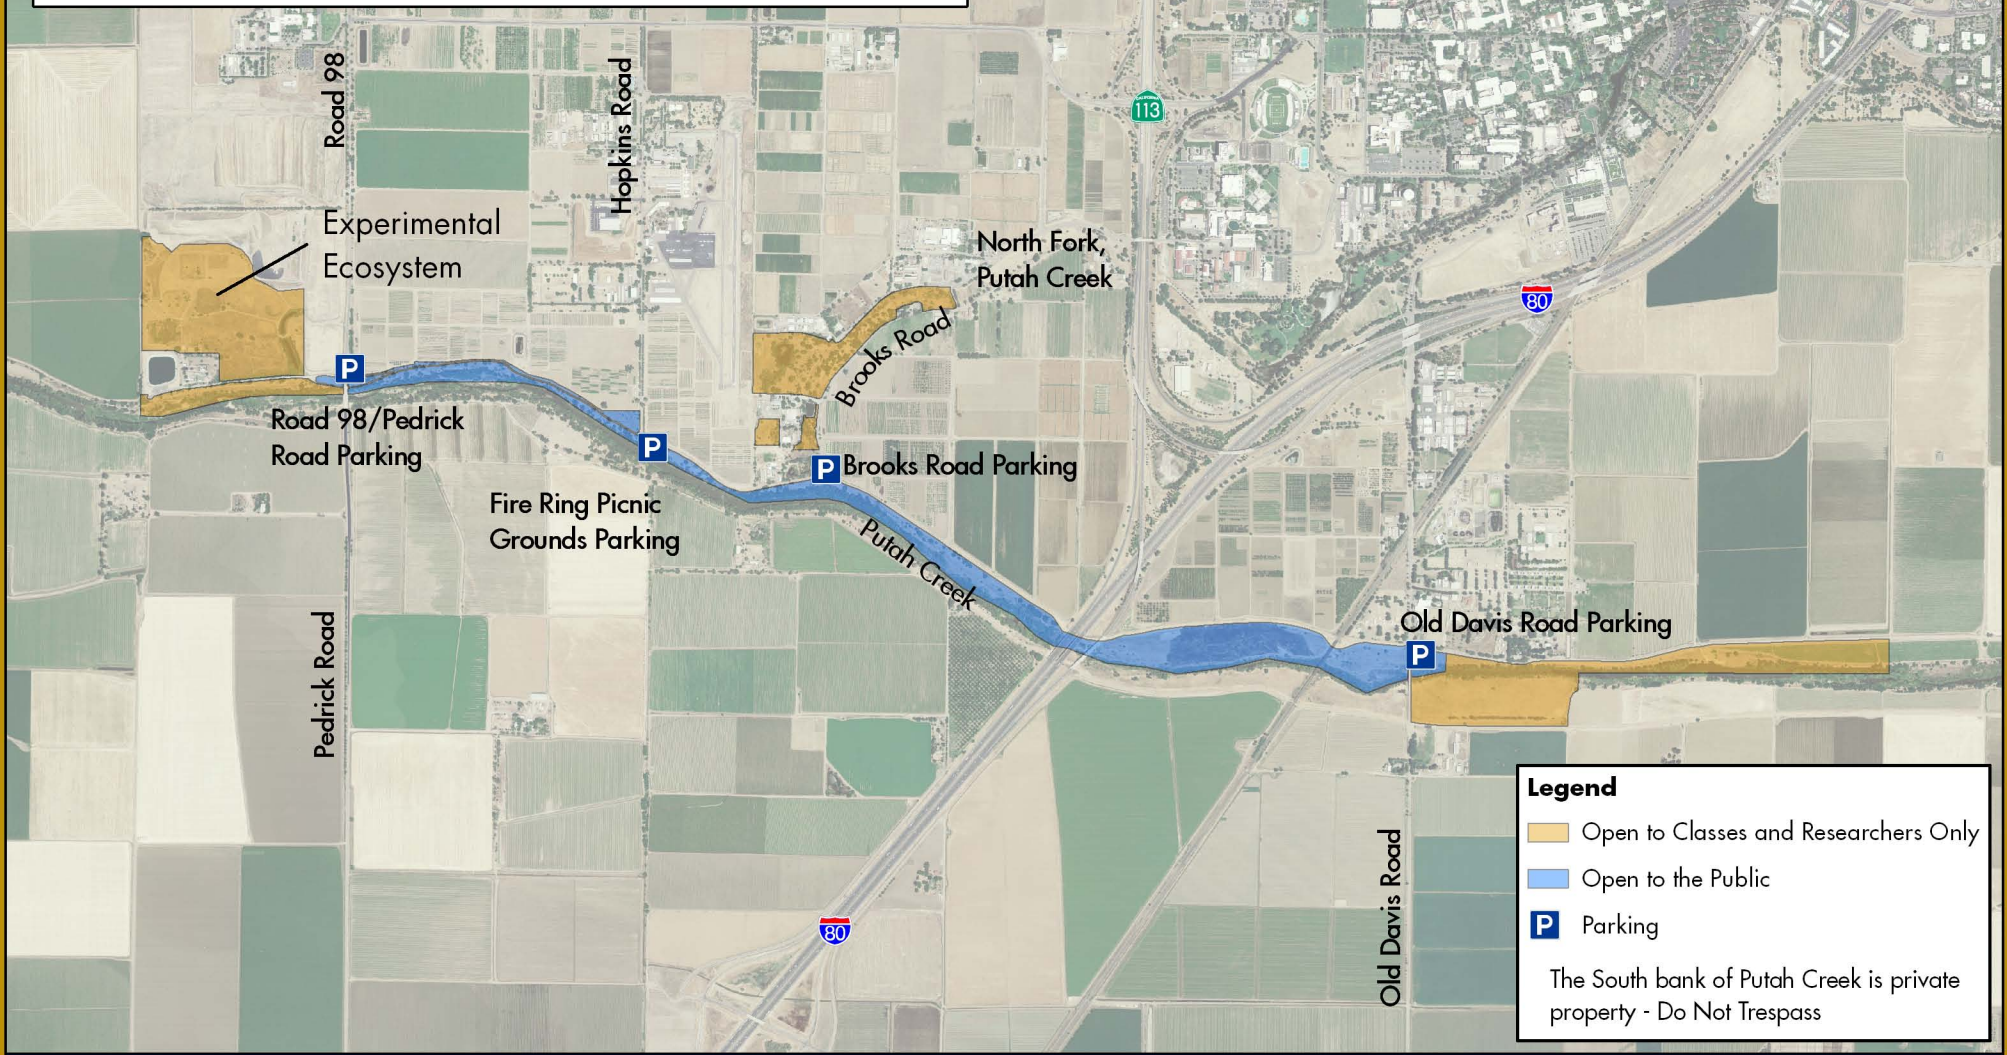 Road 98
Hopkins Road
CALIFORNIA
113
Experimental
Ecosystem
North Fork,
Putah Creek
80
Brooks Road
P
Road 98/Pedrick
Road Parking
P
Fire Ring Picnic
Grounds Parking
P
Brooks Road Parking
Putah Creek
Pedrick Road
Old Davis Road Parking
P
Old Davis Road
80
Legend
Open to Classes and Researchers Only
Open to the Public
P Parking
The South bank of Putah Creek is private
property - Do Not Trespass